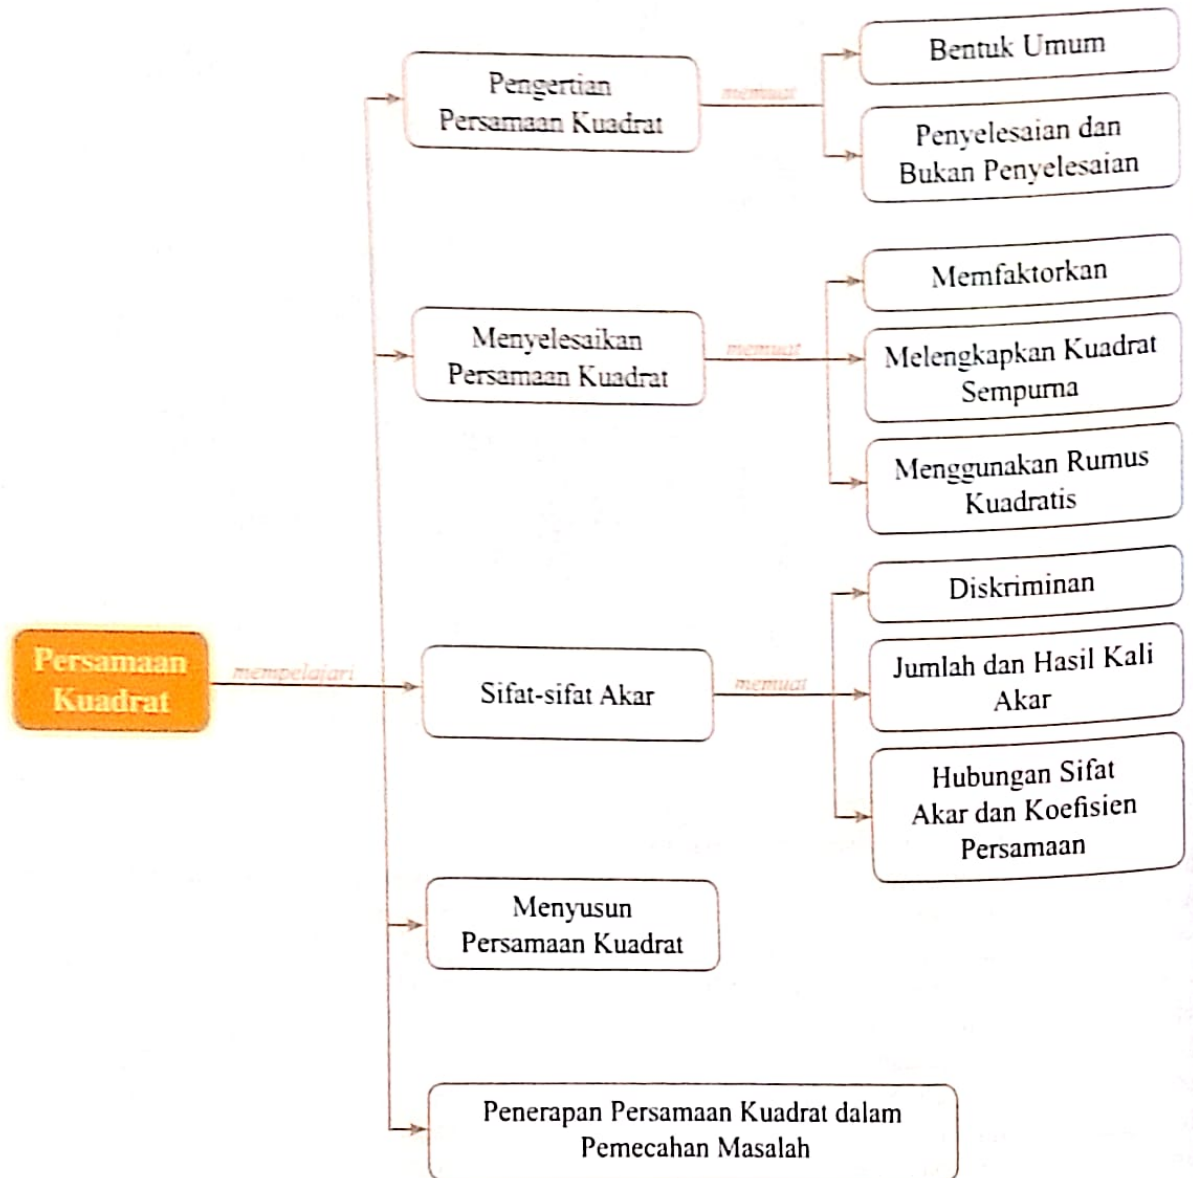 Persamaan
Kuadrat
mempelajari
Pengertian
Persamaan Kuadrat
memuat
Bentuk Umum
Penyelesaian dan
Bukan Penyelesaian
Menyelesaikan
Persamaan Kuadrat
memuat
Memfaktorkan
Melengkapkan Kuadrat
Sempurna
Menggunakan Rumus
Kuadratis
Sifat-sifat Akar
memuat
Diskriminan
Jumlah dan Hasil Kali
Akar
Hubungan Sifat
Akar dan Koefisien
Persamaan
Menyusun
Persamaan Kuadrat
Penerapan Persamaan Kuadrat dalam
Pemecahan Masalah